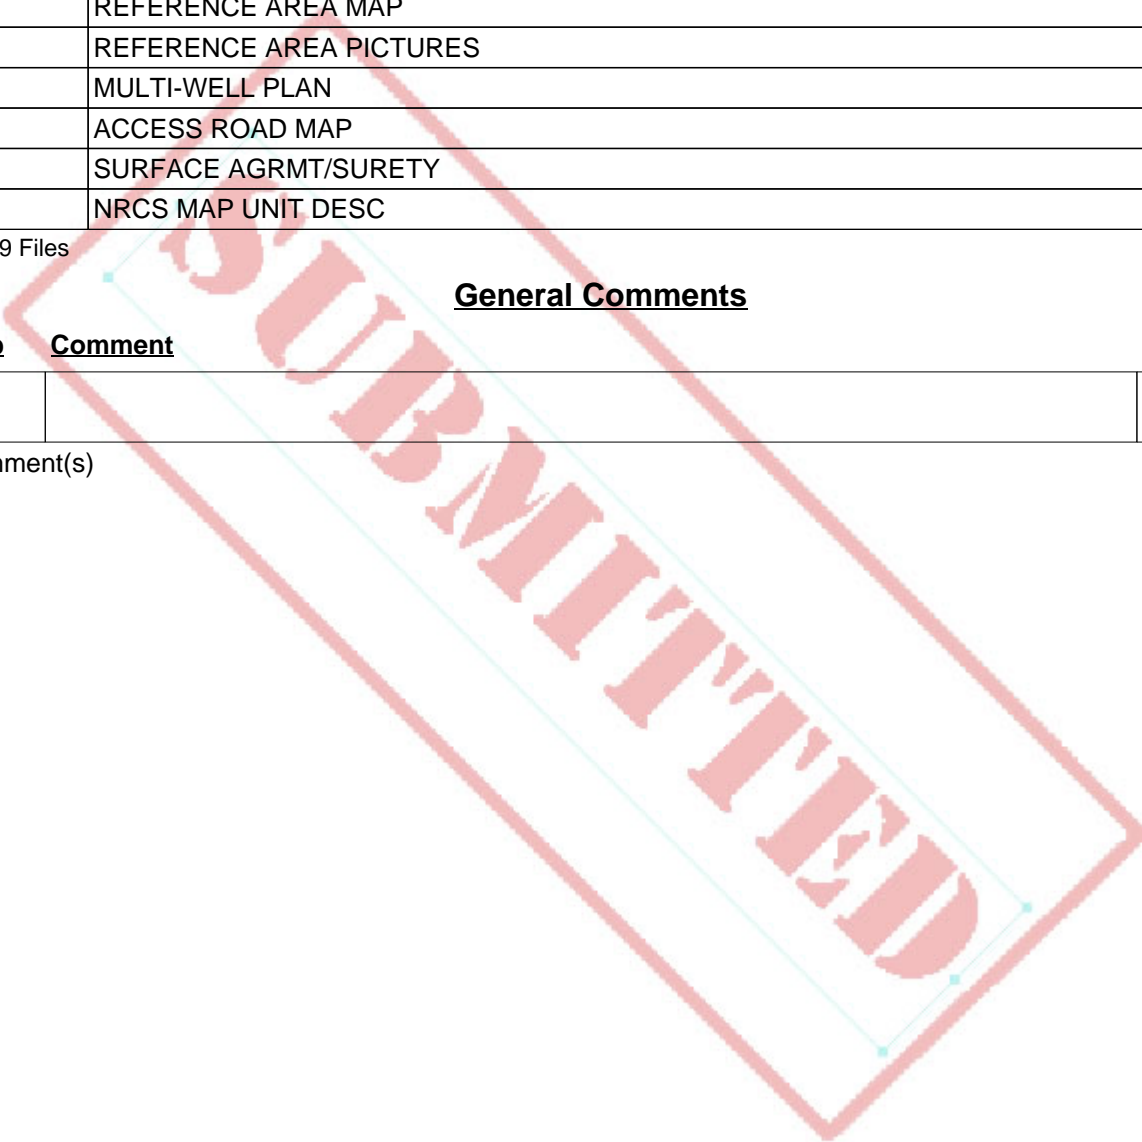 REFERENCE AREA MAP
REFERENCE AREA PICTURES
MULTI-WELL PLAN
ACCESS ROAD MAP
SURFACE AGRMT/SURETY
NRCS MAP UNIT DESC
9 Files
General Comments
Comment
nment(s)
SUBMITTED